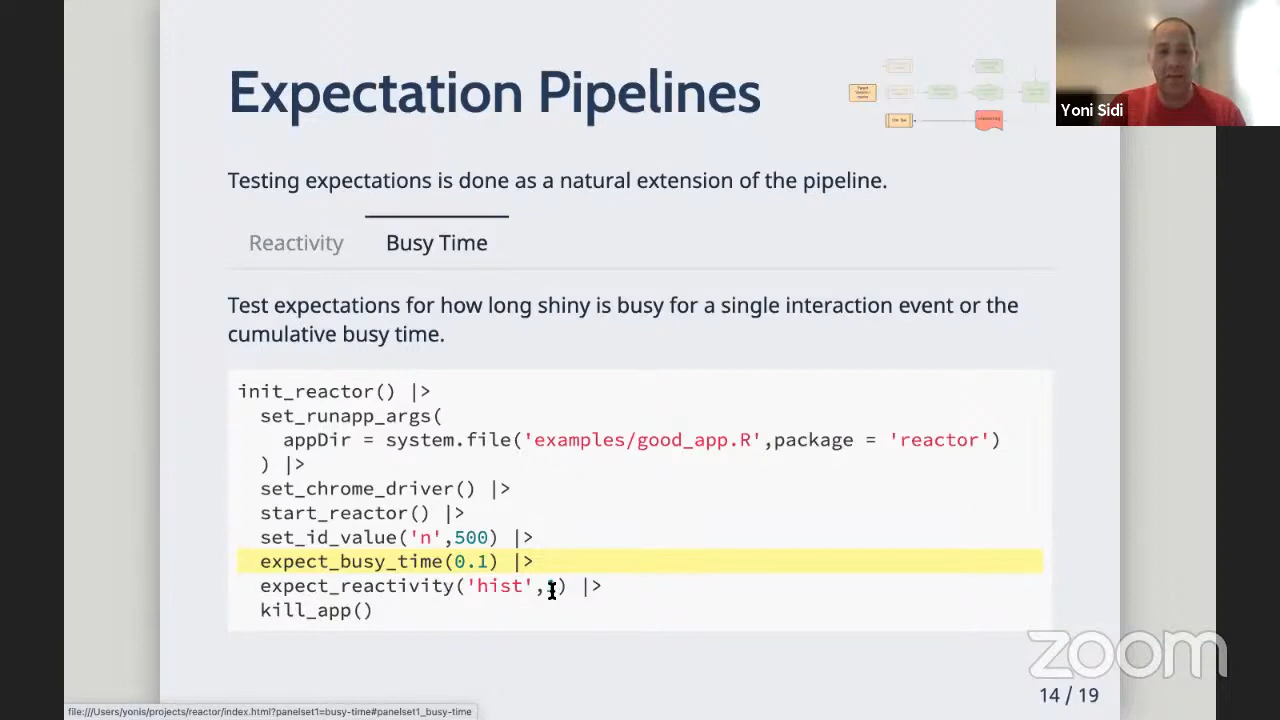 Expectation Pipelines
Yoni Sidi
Testing expectations is done as a natural extension of the pipeline.
Reactivity
Busy Time
Test expectations for how long shiny is busy for a single interaction event or the
cumulative busy time.
init_reactor() |>
set_runapp_args(
appDir = system.file('examples/good_app.R',package = 'reactor')
) |>
set_chrome_driver() |>
start_reactor() |>
set_id_value('n',500) |>
expect_busy_time(0.1) |>
expect_reactivity('hist', ) |>
kill_app()
zoom
14 / 19
file:///Users/yonis/projects/reactor/index.html?panelset1=busy-time#panelset1_busy-time